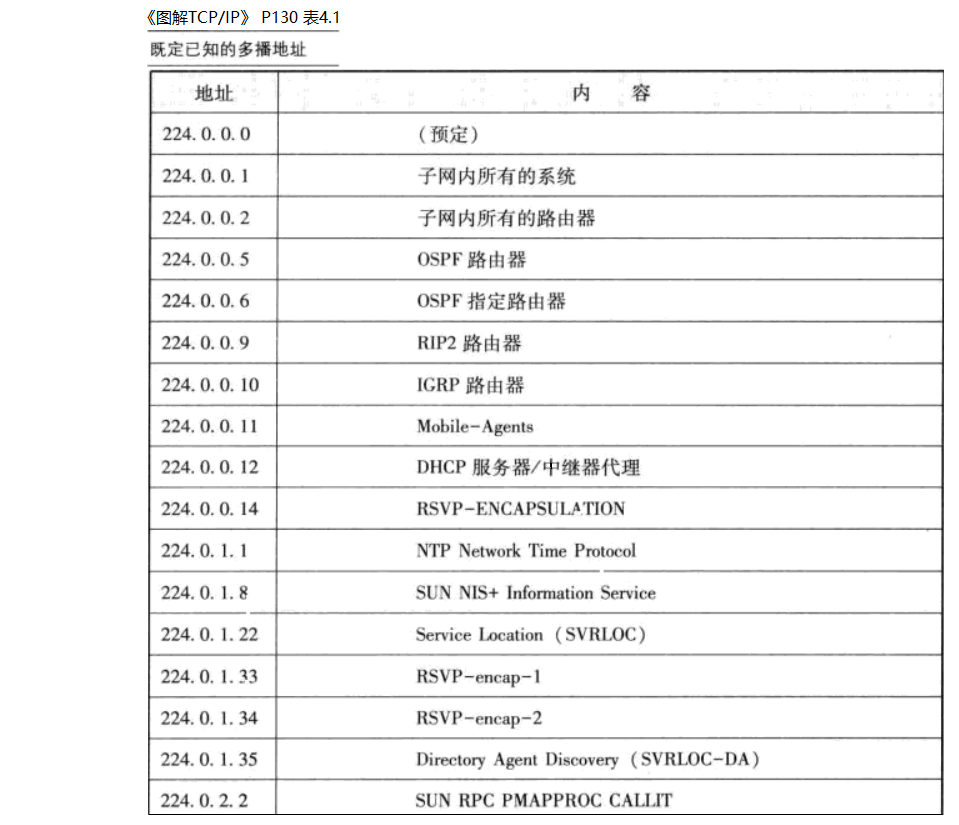 《图解TCP/IP》 P130 表4.1
既定已知的多播地址
地址 内 容
224. 0. 0. 0 (预定)
224. 0. 0. 1 子网内所有的系统
224. 0. 0. 2 子网内所有的路由器
224. 0. 0. 5 OSPF 路由器
224. 0. 0. 6 OSPF 指定路由器
224. 0. 0. 9 RIP2 路由器
224. 0. 0. 10 IGRP 路由器
224. 0. 0. 11 Mobile-Agents
224. 0. 0. 12 DHCP 服务器/中继器代理
224. 0. 0. 14 RSVP-ENCAPSULATION
224. 0. 1. 1 NTP Network Time Protocol
224. 0. 1. 8 SUN NIS+ Information Service
224. 0. 1. 22 Service Location (SVRLOC)
224. 0. 1. 33 RSVP-encap-1
224. 0. 1. 34 RSVP-encap-2
224. 0. 1. 35 Directory Agent Discovery (SVRLOC-DA)
224. 0. 2. 2 SUN RPC PMAPPROC CALLIT